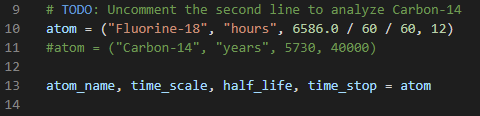 9 # TODO: Uncomment the second line to analyze Carbon-14
10 atom = ("Fluorine-18", "hours", 6586.0 / 60 / 60, 12)
11 #atom = ("Carbon-14", "years", 5730, 40000)
12
13 atom_name, time_scale, half_life, time_stop = atom
14